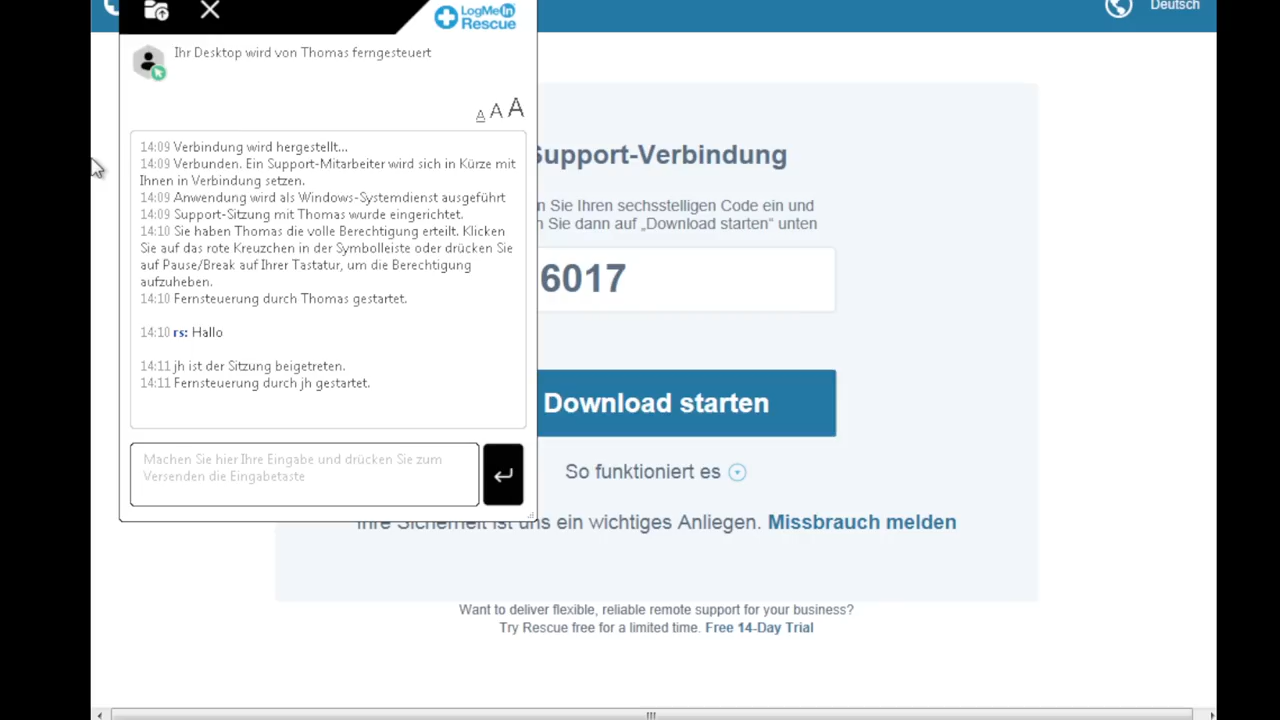 Deutsch
LogMeIn
Rescue
Ihr Desktop wird von Thomas ferngesteuert
A A A
14:09 Verbindung wird hergestellt...
14:09 Verbunden. Ein Support-Mitarbeiter wird sich in Kürze mit
Ihnen in Verbindung setzen.
14:09 Anwendung wird als Windows-Systemdienst ausgeführt
14:09 Support-Sitzung mit Thomas wurde eingerichtet.
14:10 Sie haben Thomas die volle Berechtigung erteilt. Klicken
Sie auf das rote Kreuzchen in der Symbolleiste oder drücken Sie
auf Pause/Break auf Ihrer Tastatur, um die Berechtigung
aufzuheben.
14:10 Fernsteuerung durch Thomas gestartet.
14:10 rs: Hallo
14:11 jh ist der Sitzung beigetreten.
14:11 Fernsteuerung durch jh gestartet.
Machen Sie hier Ihre Eingabe und drücken Sie zum
Versenden die Eingabetaste
Support-Verbindung
n Sie Ihren sechsstelligen Code ein und
n Sie dann auf „Download starten“ unten
6017
Download starten
So funktioniert es
Ihre Sicherheit ist uns ein wichtiges Anliegen. Missbrauch melden
Want to deliver flexible, reliable remote support for your business?
Try Rescue free for a limited time. Free 14-Day Trial